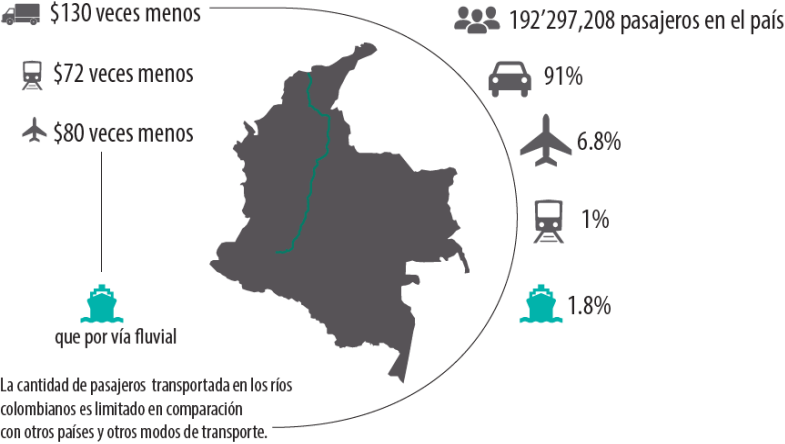 $130 veces menos
$72 veces menos
$80 veces menos
que por vía fluvial
La cantidad de pasajeros transportada en los ríos
colombianos es limitado en comparación
con otros países y otros modos de transporte.
192’297,208 pasajeros en el país
91%
6.8%
1%
1.8%